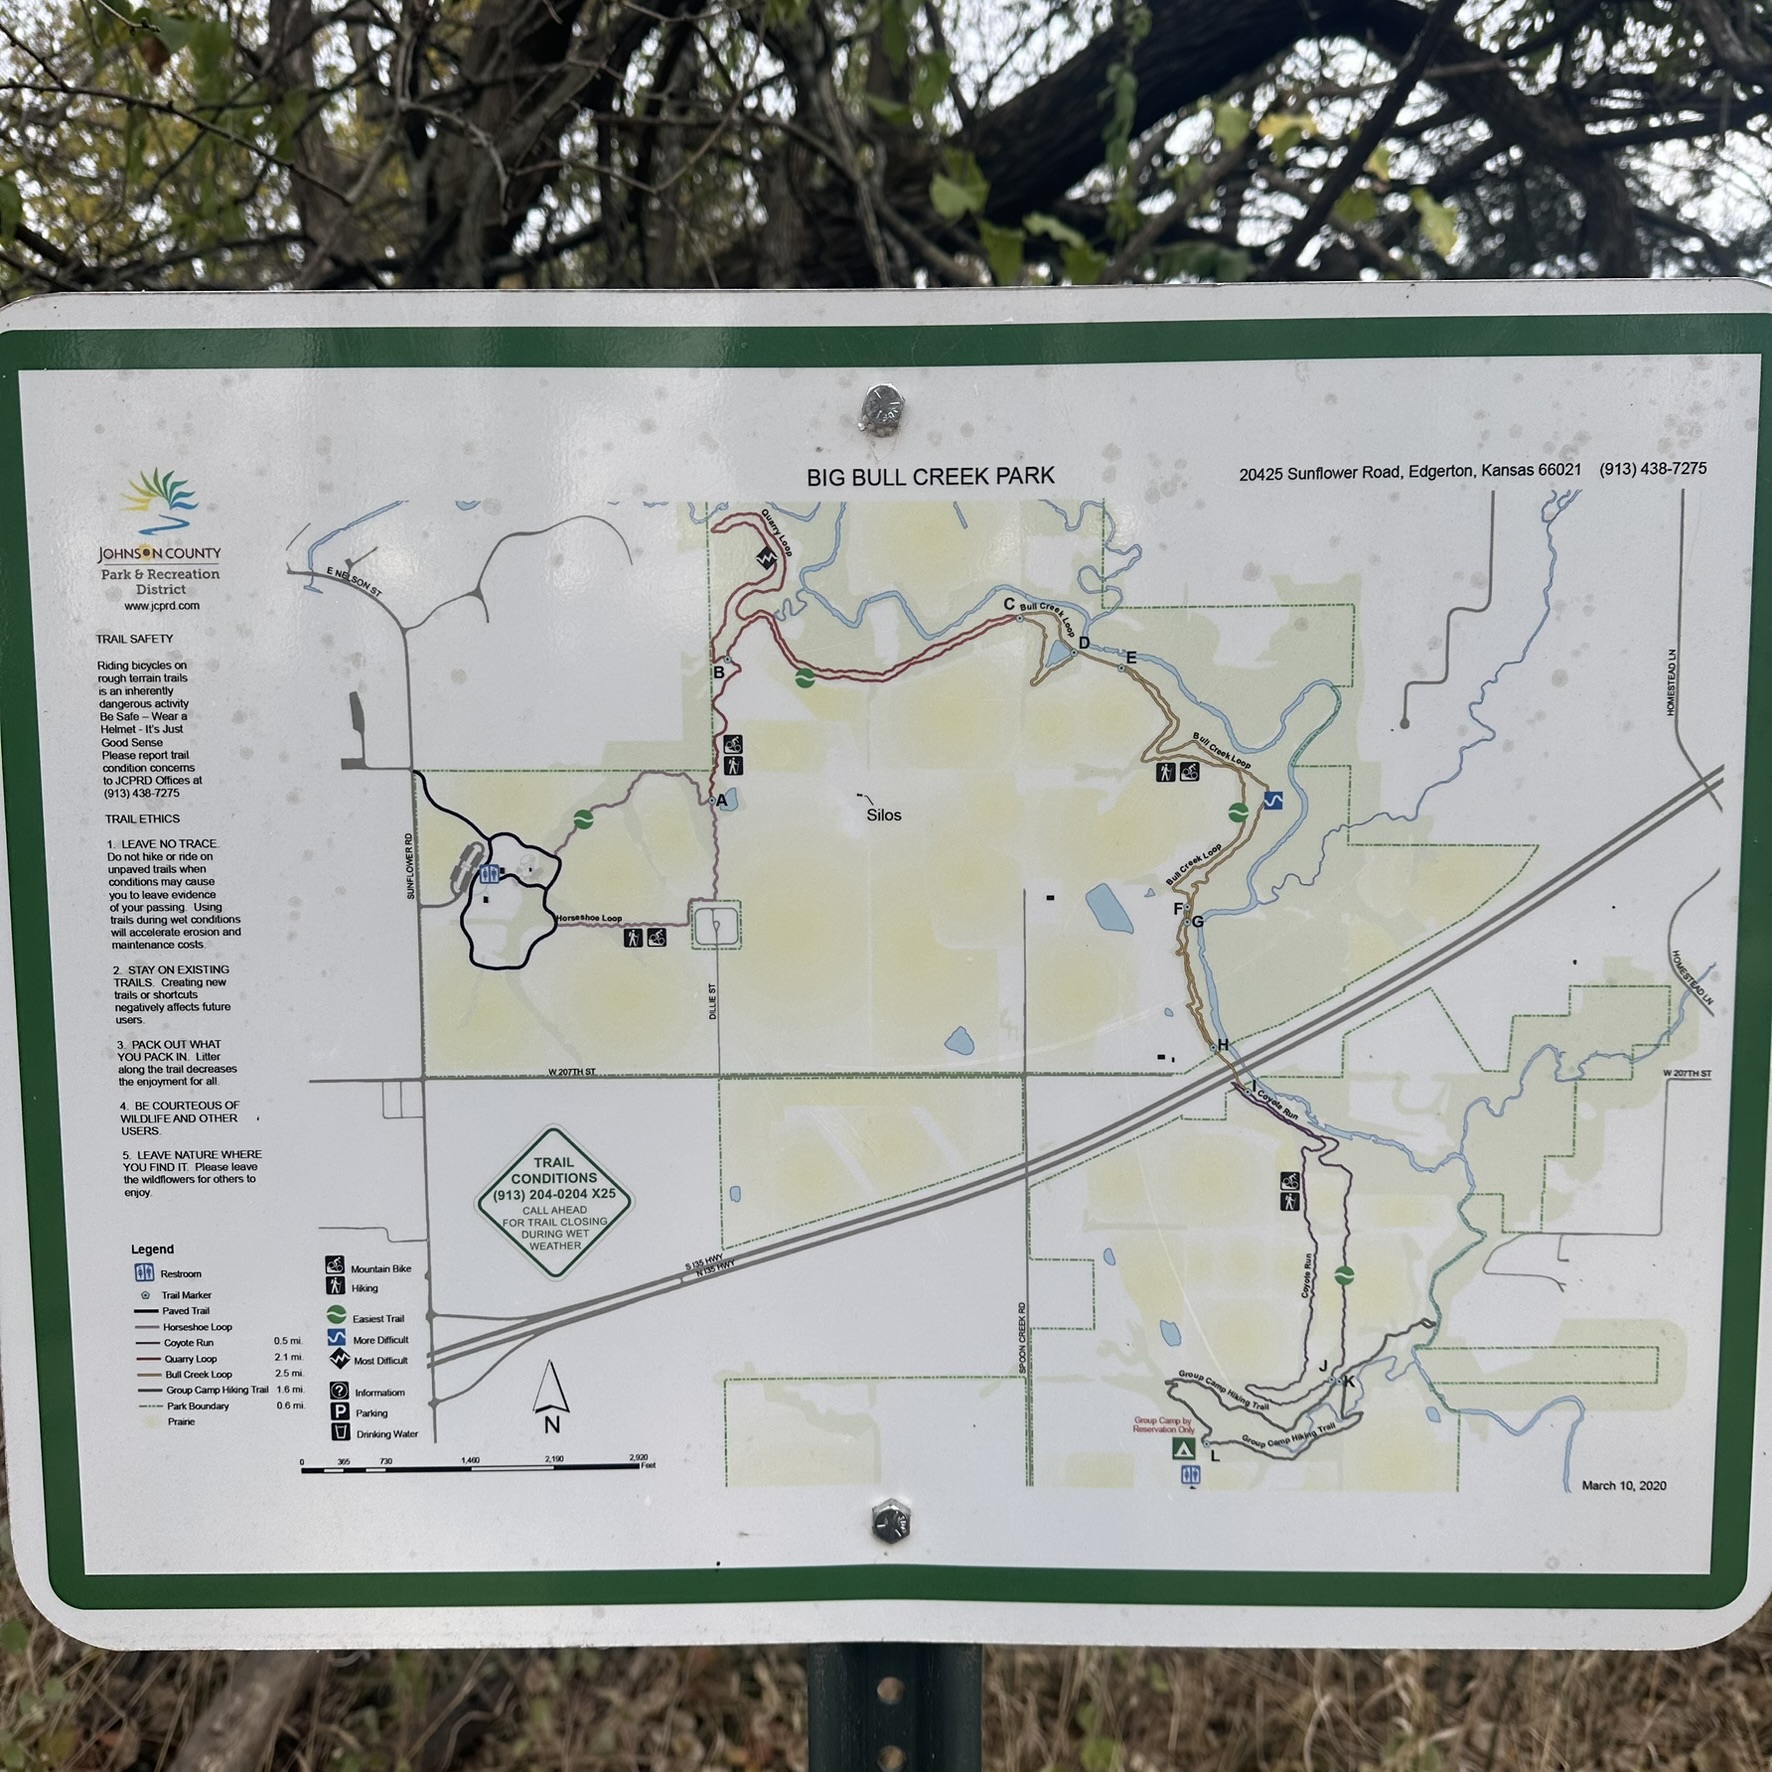 BIG BULL CREEK PARK
20425 Sunflower Road, Edgerton, Kansas 66021 (913) 438-7275
JOHNSON COUNTY
Park & Recreation
District
www.jcprd.com
TRAIL SAFETY
Riding bicycles on
rough terrain trails
is an inherently
dangerous activity
Be Safe – Wear a
Helmet - It's Just
Good Sense
Please report trail
condition concerns
to JCPRD Offices at
(913) 438-7275
TRAIL ETHICS
1. LEAVE NO TRACE.
Do not hike or ride on
unpaved trails when
conditions may cause
you to leave evidence
of your passing. Using
trails during wet conditions
will accelerate erosion and
maintenance costs.
2. STAY ON EXISTING
TRAILS. Creating new
trails or shortcuts
negatively affects future
users.
3. PACK OUT WHAT
YOU PACK IN. Litter
along the trail decreases
the enjoyment for all.
4. BE COURTEOUS OF
WILDLIFE AND OTHER
USERS.
5. LEAVE NATURE WHERE
YOU FIND IT. Please leave
the wildflowers for others to
enjoy.
Legend
Restroom
Trail Marker
Paved Trail
Horseshoe Loop
Coyote Run 0.5 mi.
Quarry Loop 2.1 mi.
Bull Creek Loop 2.5 mi.
Group Camp Hiking Trail 1.6 mi.
Park Boundary 0.6 mi.
Prairie
Mountain Bike
Hiking
Easiest Trail
More Difficult
Most Difficult
?
Informatiom
P
Parking
Drinking Water
TRAIL
CONDITIONS
(913) 204-0204 X25
CALL AHEAD
FOR TRAIL CLOSING
DURING WET
WEATHER
N
0 365 730 1,460 2,190 2,920
Feet
E NELSON ST
SUNFLOWER RD
Quarry Loop
B
A
C
Bull Creek Loop
D
E
Bull Creek Loop
Silos
Bull Creek Loop
F
G
Horseshoe Loop
DILLIE ST
H
W 207TH ST
I
Coyote Run
HOMESTEAD LN
HOMESTEAD LN
W 207TH ST
S I35 HWY
N I35 HWY
SPOON CREEK RD
Coyote Run
J
K
Group Camp Hiking Trail
Group Camp by
Reservation Only
Group Camp Hiking Trail
L
March 10, 2020